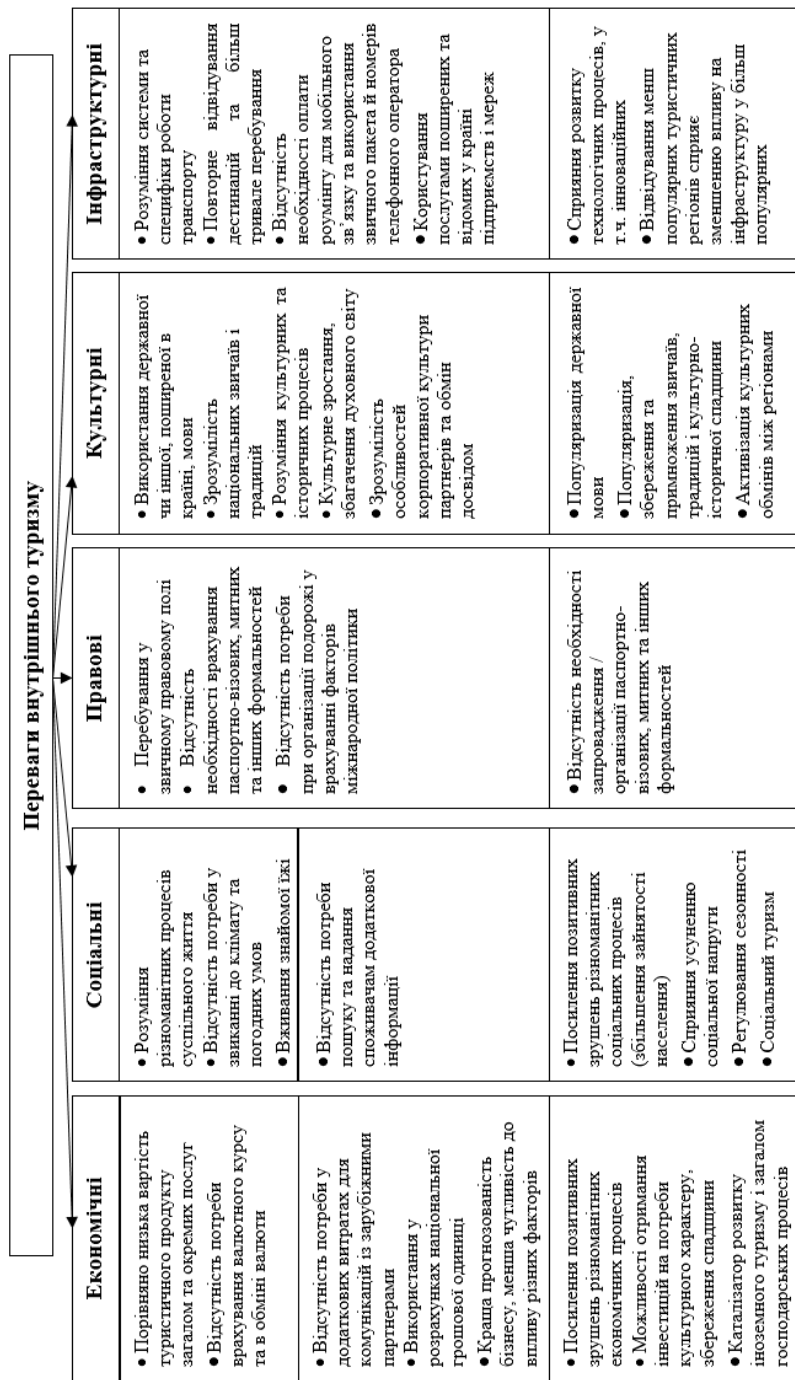 Переваги внутрішнього туризму
Економічні
● Порівняно низька вартість
туристичного продукту
загалом та окремих послуг
● Відсутність потреби
врахування валютного курсу
та в обміні валюти
● Відсутність потреби у
додаткових витратах для
комунікацій із зарубіжними
партнерами
● Використання у
розрахунках національної
грошової одиниці
● Краща прогнозованість
бізнесу, менша чутливість до
впливу різних факторів
● Посилення позитивних
зрушень різноманітних
економічних процесів
● Можливості отримання
інвестицій на потреби
культурного характеру,
збереження спадщини
● Каталізатор розвитку
іноземного туризму і загалом
господарських процесів
Соціальні
● Розуміння
різноманітних процесів
суспільного життя
● Відсутність потреби у
звиканні до клімату та
погодних умов
● Вживання знайомої їжі
● Відсутність потреби
пошуку та надання
споживачам додаткової
інформації
● Посилення позитивних
зрушень різноманітних
соціальних процесів
(збільшення зайнятості
населення)
● Сприяння усуненню
соціальної напруги
● Регулювання сезонності
● Соціальний туризм
Правові
● Перебування у
звичному правовому полі
● Відсутність
необхідності врахування
паспортно-візових, митних
та інших формальностей
● Відсутність потреби
при організації подорожі у
врахуванні факторів
міжнародної політики
● Відсутність необхідності
запровадження /
організації паспортно-
візових, митних та інших
формальностей
Культурні
● Використання державної
чи іншої, поширеної в
країні, мови
● Зрозумілість
національних звичаїв і
традицій
● Розуміння культурних та
історичних процесів
● Культурне зростання,
збагачення духовного світу
● Зрозумілість
особливостей
корпоративної культури
партнерів та обмін
досвідом
● Популяризація державної
мови
● Популяризація,
збереження та
примноження звичаїв,
традицій і культурно-
історичної спадщини
● Активізація культурних
обмінів між регіонами
Інфраструктурні
● Розуміння системи та
специфіки роботи
транспорту
● Повторне відвідування
дестинацій та більш
тривале перебування
● Відсутність
необхідності оплати
роумінгу для мобільного
зв’язку та використання
звичного пакета й номерів
телефонного оператора
● Користування
послугами поширених та
відомих у країні
підприємств і мереж
● Сприяння розвитку
технологічних процесів, у
т.ч. інноваційних
● Відвідування менш
популярних туристичних
регіонів сприяє
зменшенню впливу на
інфраструктуру у більш
популярних